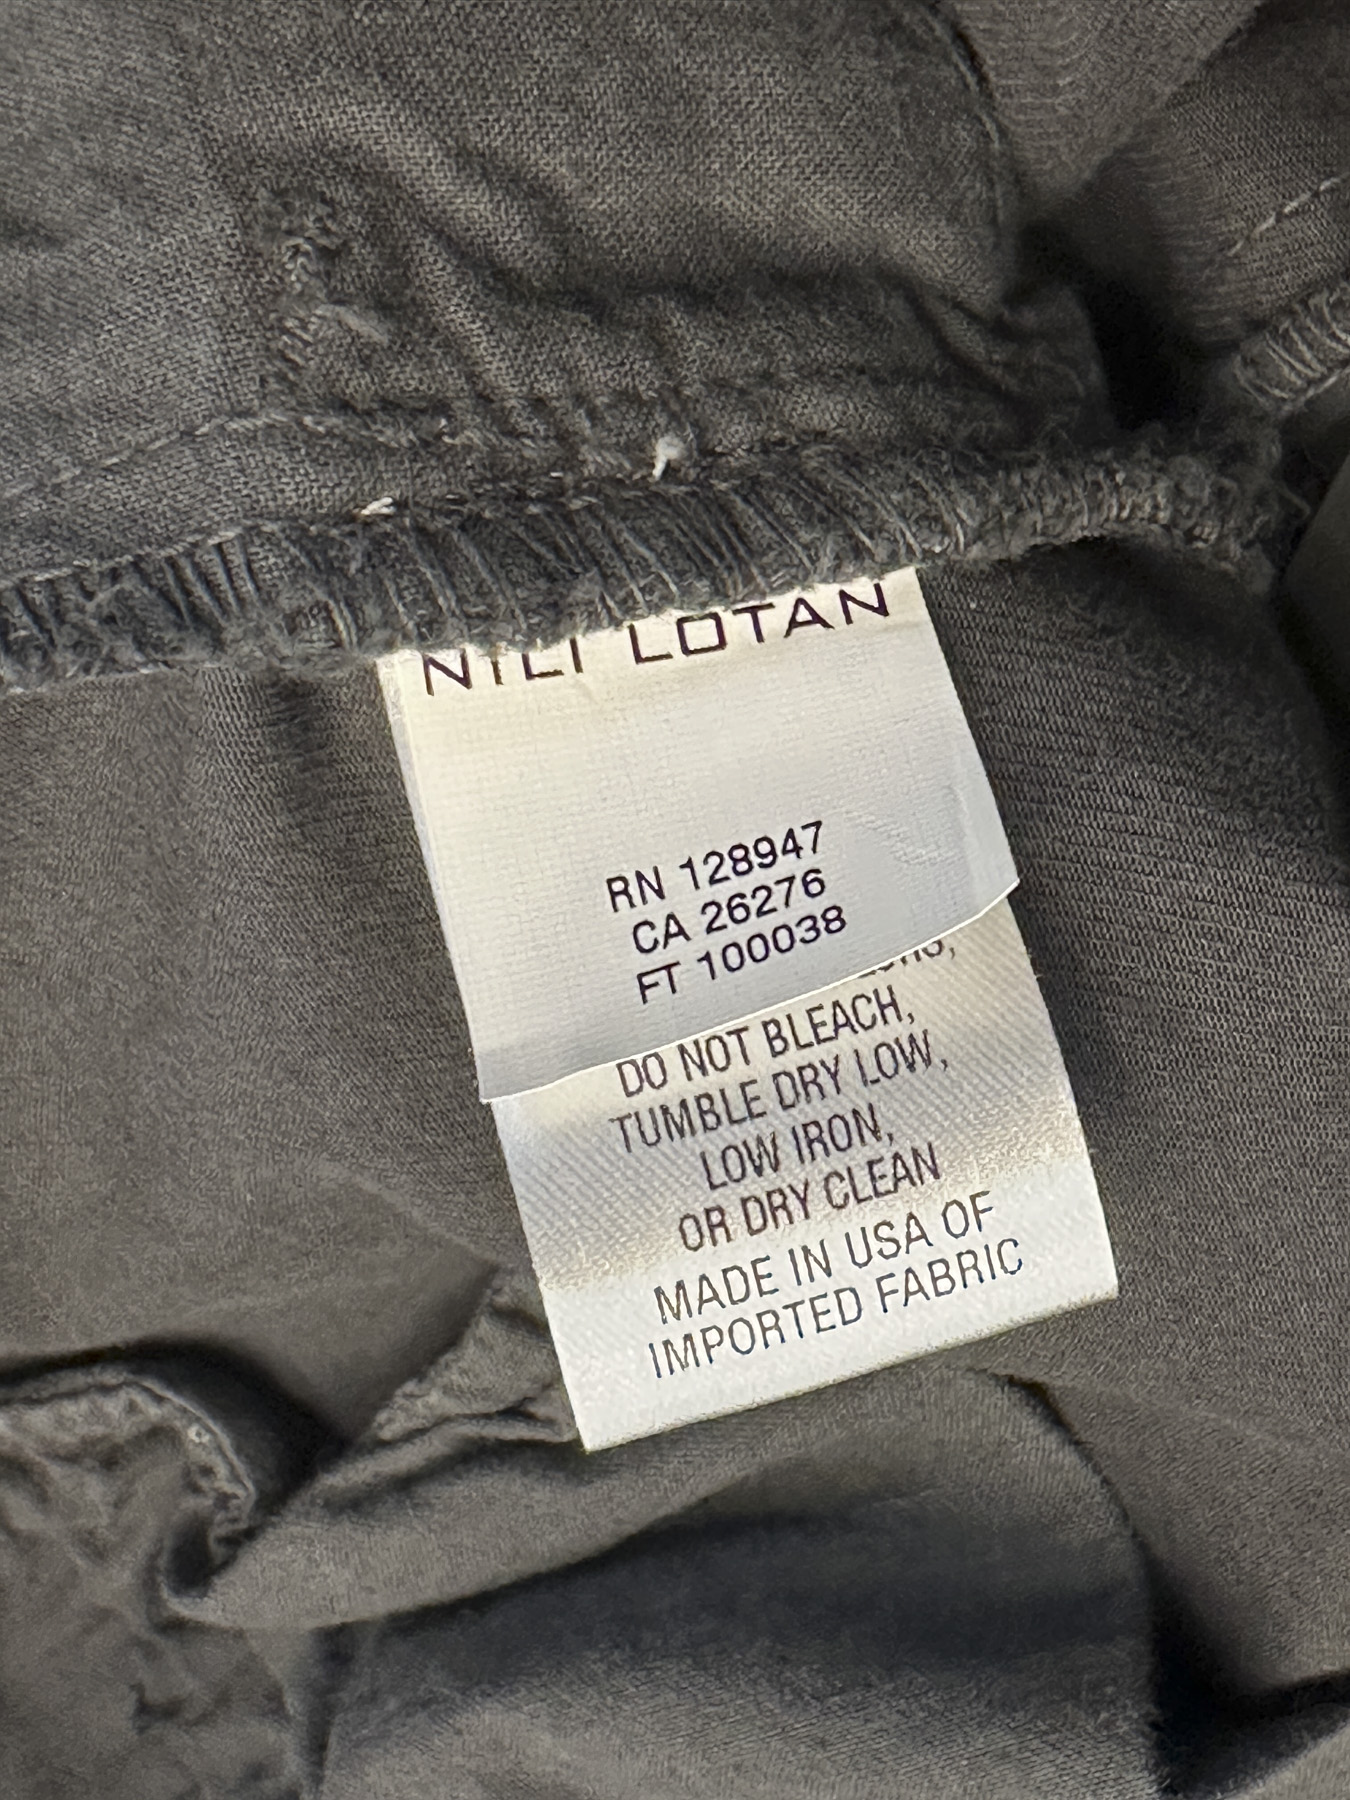 NILI LOTAN
RN 128947
CA 26276
FT 100038
DO NOT BLEACH,
TUMBLE DRY LOW,
LOW IRON,
OR DRY CLEAN
MADE IN USA OF
IMPORTED FABRIC